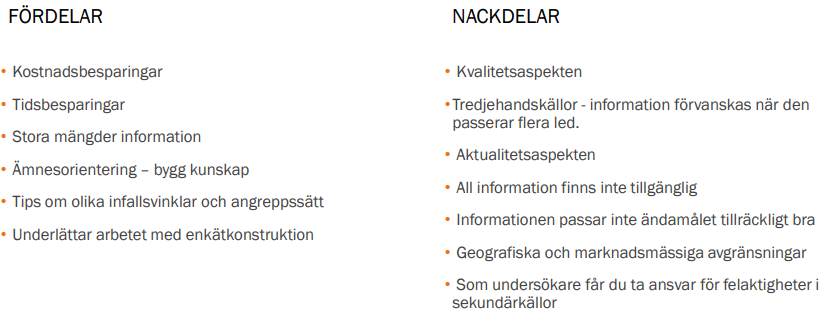 FÖRDELAR
• Kostnadsbesparingar
• Tidsbesparingar
• Stora mängder information
• Ämnesorientering – bygg kunskap
• Tips om olika infallsvinklar och angreppssätt
• Underlättar arbetet med enkätkonstruktion
NACKDELAR
• Kvalitetsaspekten
• Tredjehandskällor - information förvanskas när den
passerar flera led.
• Aktualitetsaspekten
• All information finns inte tillgänglig
• Informationen passar inte ändamålet tillräckligt bra
• Geografiska och marknadsmässiga avgränsningar
• Som undersökare får du ta ansvar för felaktigheter i
sekundärkällor